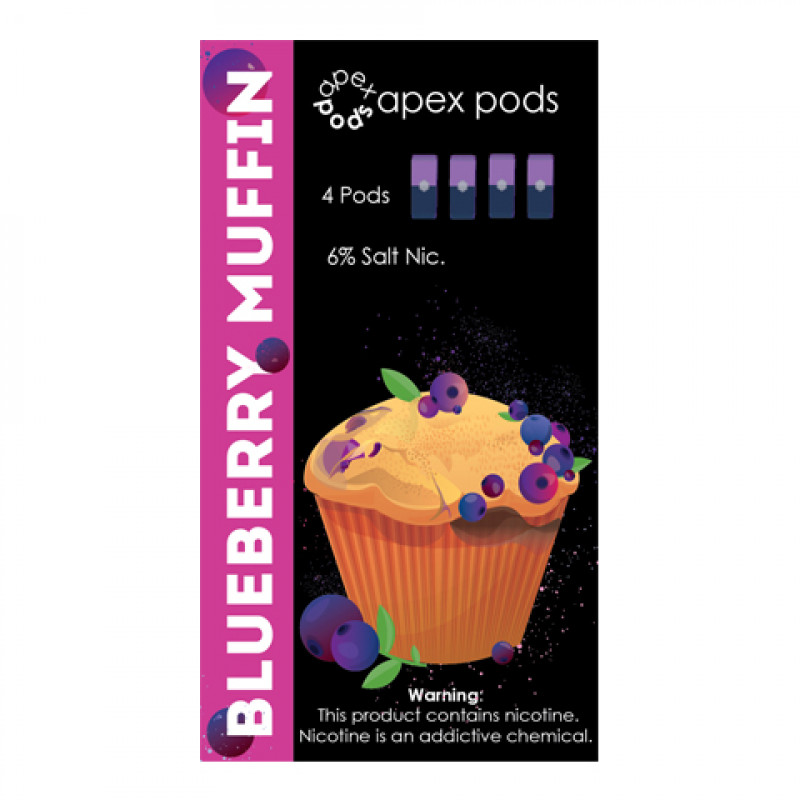 BLUEBERRY MUFFIN
apex pods
apex pods
4 Pods
6% Salt Nic.
Warning:
This product contains nicotine.
Nicotine is an addictive chemical.